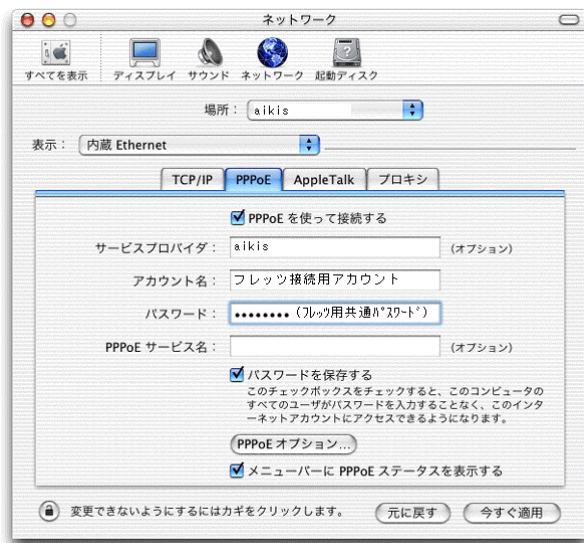 ネットワーク
すべてを表示 ディスプレイ サウンド ネットワーク 起動ディスク
場所： aikis
表示： 内蔵 Ethernet
TCP/IP PPPoE AppleTalk プロキシ
PPPoE を使って接続する
サービスプロバイダ： aikis (オプション)
アカウント名： フレッツ接続用アカウント
パスワード： •••••••• (ﾌﾚｯﾂ用共通ﾊﾟｽﾜｰﾄﾞ)
PPPoE サービス名： (オプション)
パスワードを保存する
このチェックボックスをチェックすると、このコンピュータの
すべてのユーザがパスワードを入力することなく、このインタ
ーネットアカウントにアクセスできるようになります。
PPPoE オプション...
メニューバーに PPPoE ステータスを表示する
変更できないようにするにはカギをクリックします。 元に戻す 今すぐ適用